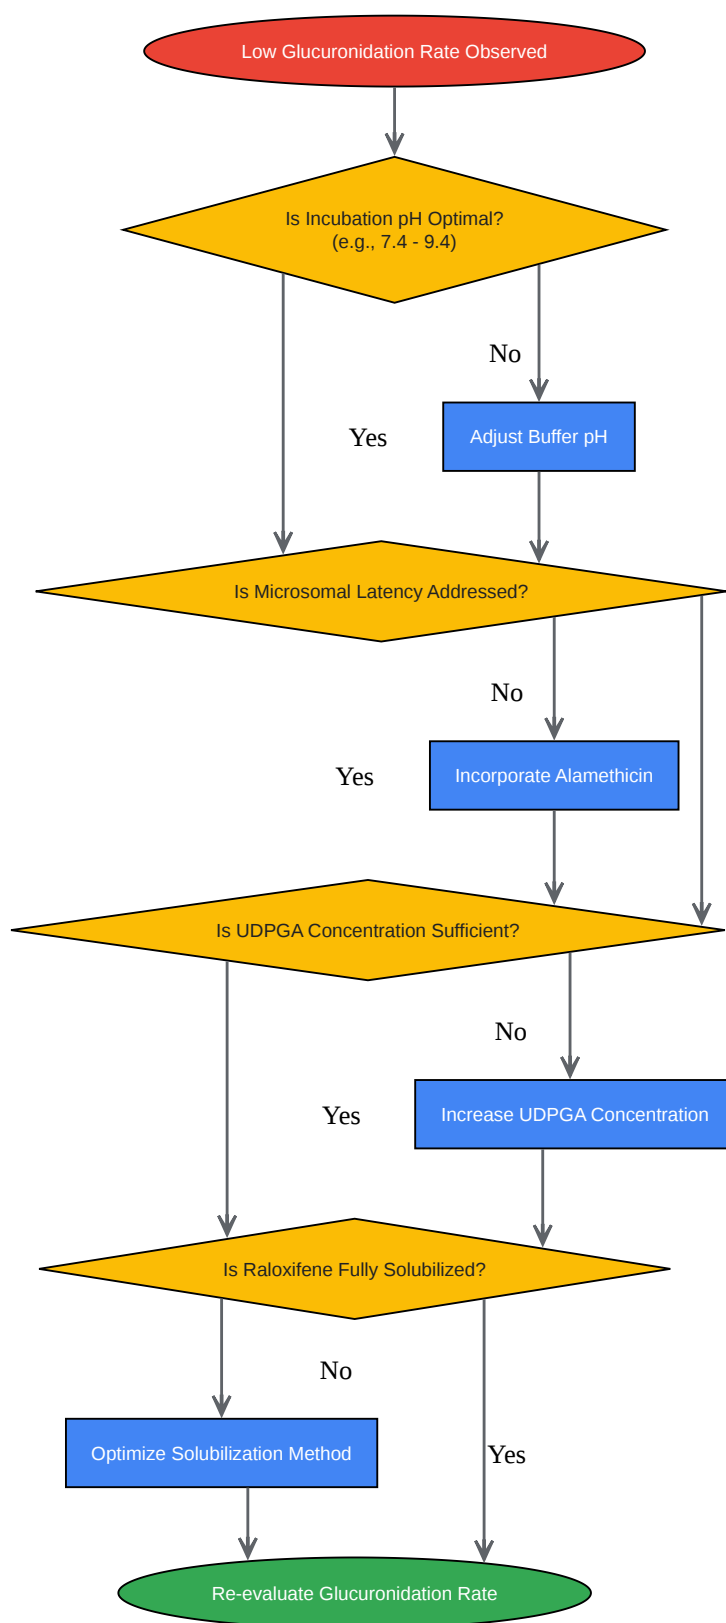 Low Glucuronidation Rate Observed
Is Incubation pH Optimal?
(e.g., 7.4 - 9.4)
No
Yes
Adjust Buffer pH
Is Microsomal Latency Addressed?
No
Yes
Incorporate Alamethicin
Is UDPGA Concentration Sufficient?
No
Yes
Increase UDPGA Concentration
Is Raloxifene Fully Solubilized?
No
Optimize Solubilization Method
Yes
Re-evaluate Glucuronidation Rate